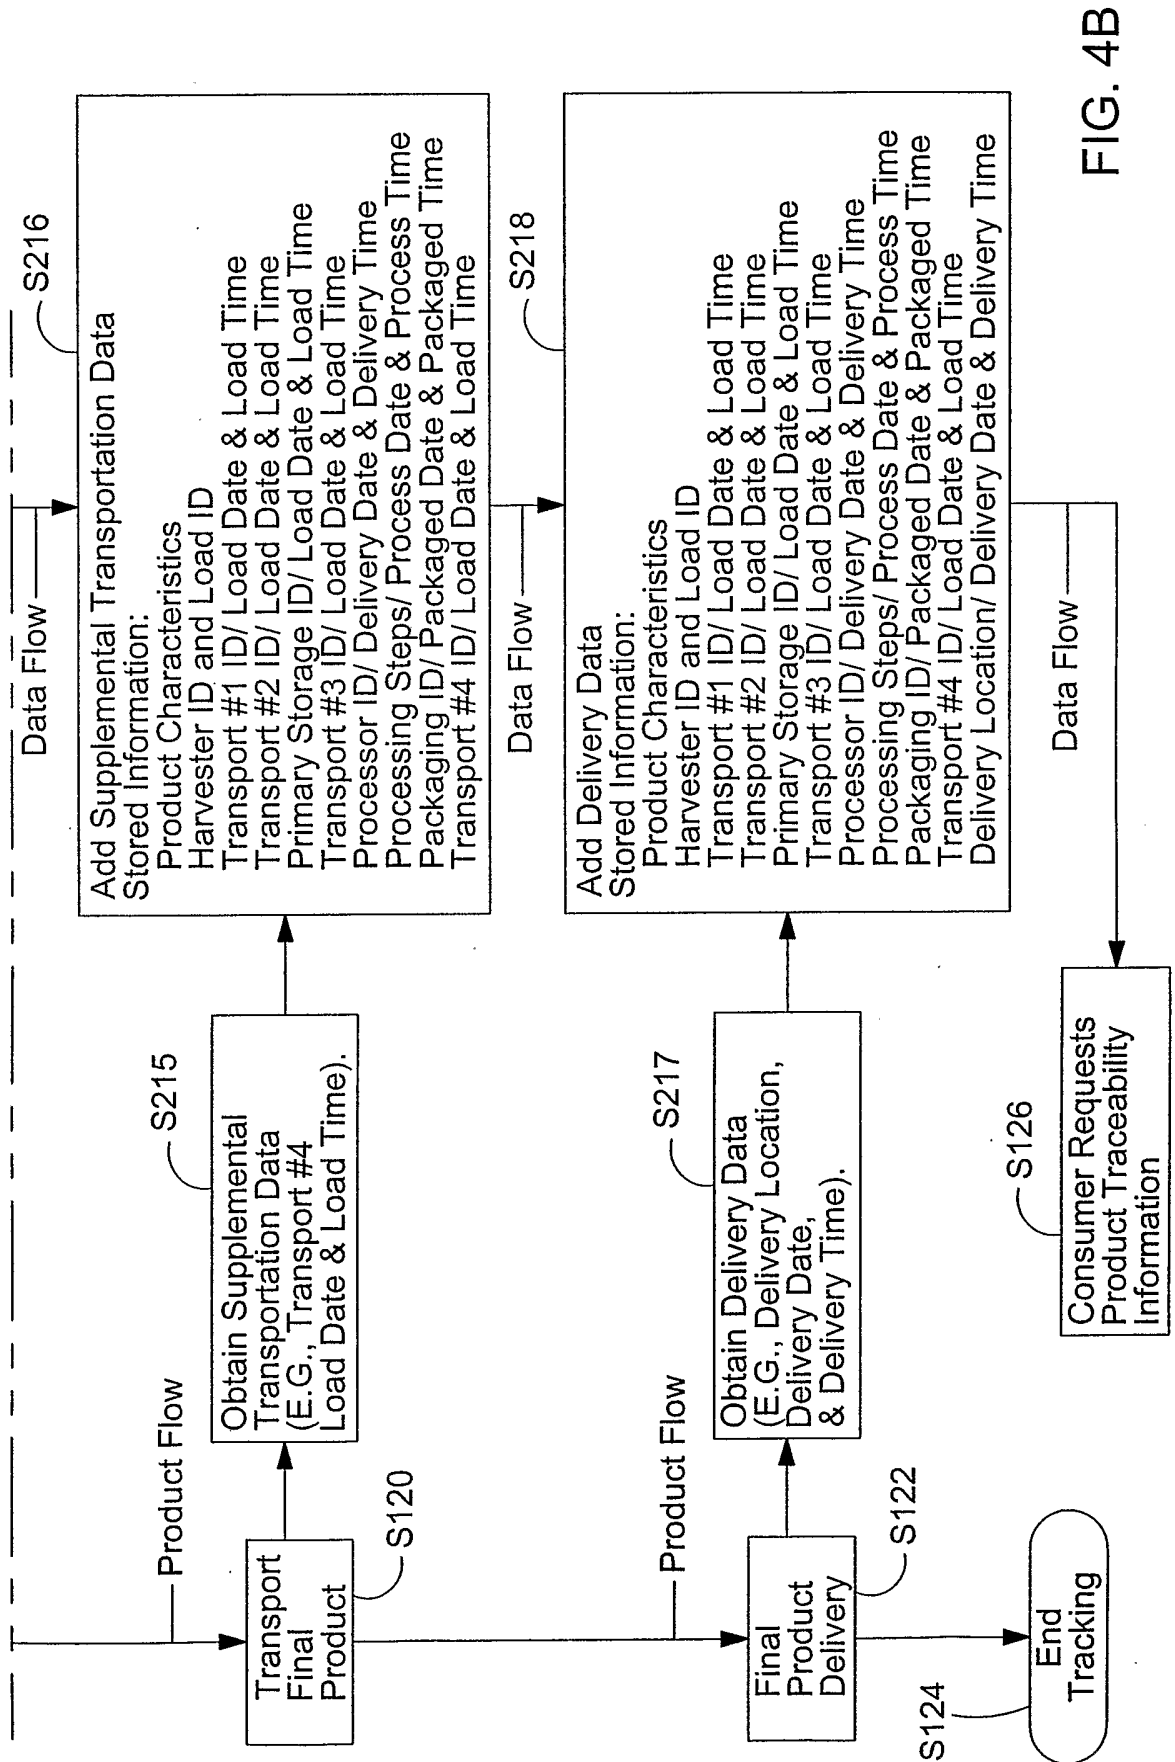 Data Flow
S216
Add Supplemental Transportation Data
Stored Information:
Product Characteristics
Harvester ID and Load ID
Transport #1 ID/ Load Date & Load Time
Transport #2 ID/ Load Date & Load Time
Primary Storage ID/ Load Date & Load Time
Transport #3 ID/ Load Date & Load Time
Processor ID/ Delivery Date & Delivery Time
Processing Steps/ Process Date & Process Time
Packaging ID/ Packaged Date & Packaged Time
Transport #4 ID/ Load Date & Load Time
S215
Obtain Supplemental
Transportation Data
(E.G., Transport #4
Load Date & Load Time).
Product Flow
Transport
Final
Product
S120
Data Flow
S218
Add Delivery Data
Stored Information:
Product Characteristics
Harvester ID and Load ID
Transport #1 ID/ Load Date & Load Time
Transport #2 ID/ Load Date & Load Time
Primary Storage ID/ Load Date & Load Time
Transport #3 ID/ Load Date & Load Time
Processor ID/ Delivery Date & Delivery Time
Processing Steps/ Process Date & Process Time
Packaging ID/ Packaged Date & Packaged Time
Transport #4 ID/ Load Date & Load Time
Delivery Location/ Delivery Date & Delivery Time
S217
Obtain Delivery Data
(E.G., Delivery Location,
Delivery Date,
& Delivery Time).
Product Flow
Final
Product
Delivery
S122
Data Flow
S126
Consumer Requests
Product Traceability
Information
S124
End
Tracking
FIG. 4B